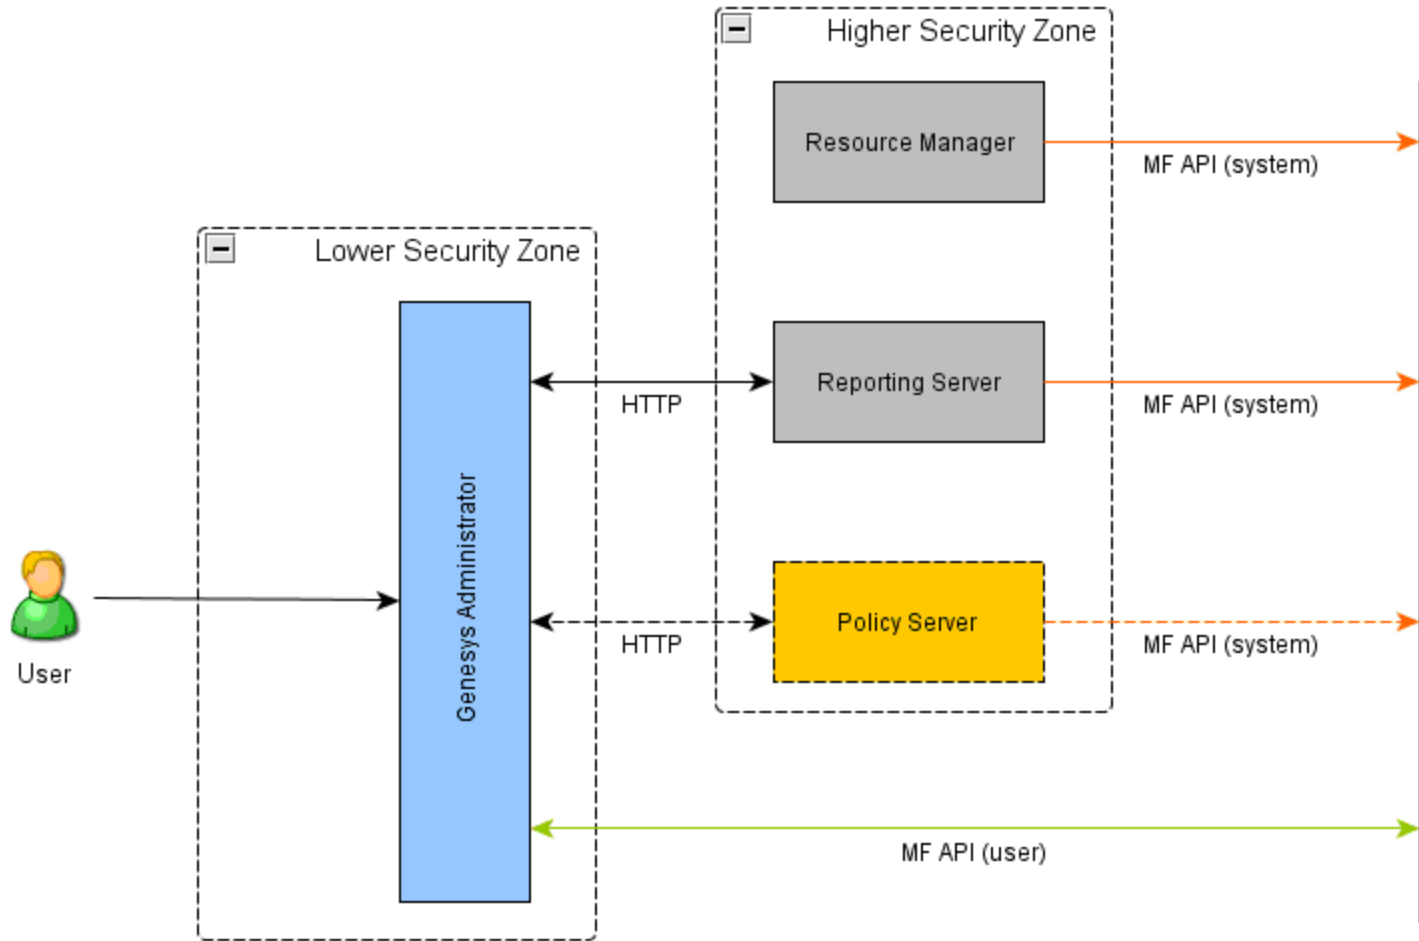 Higher Security Zone
Resource Manager
MF API (system)
Lower Security Zone
Reporting Server
HTTP
MF API (system)
Genesys Administrator
Policy Server
User
HTTP
MF API (system)
MF API (user)